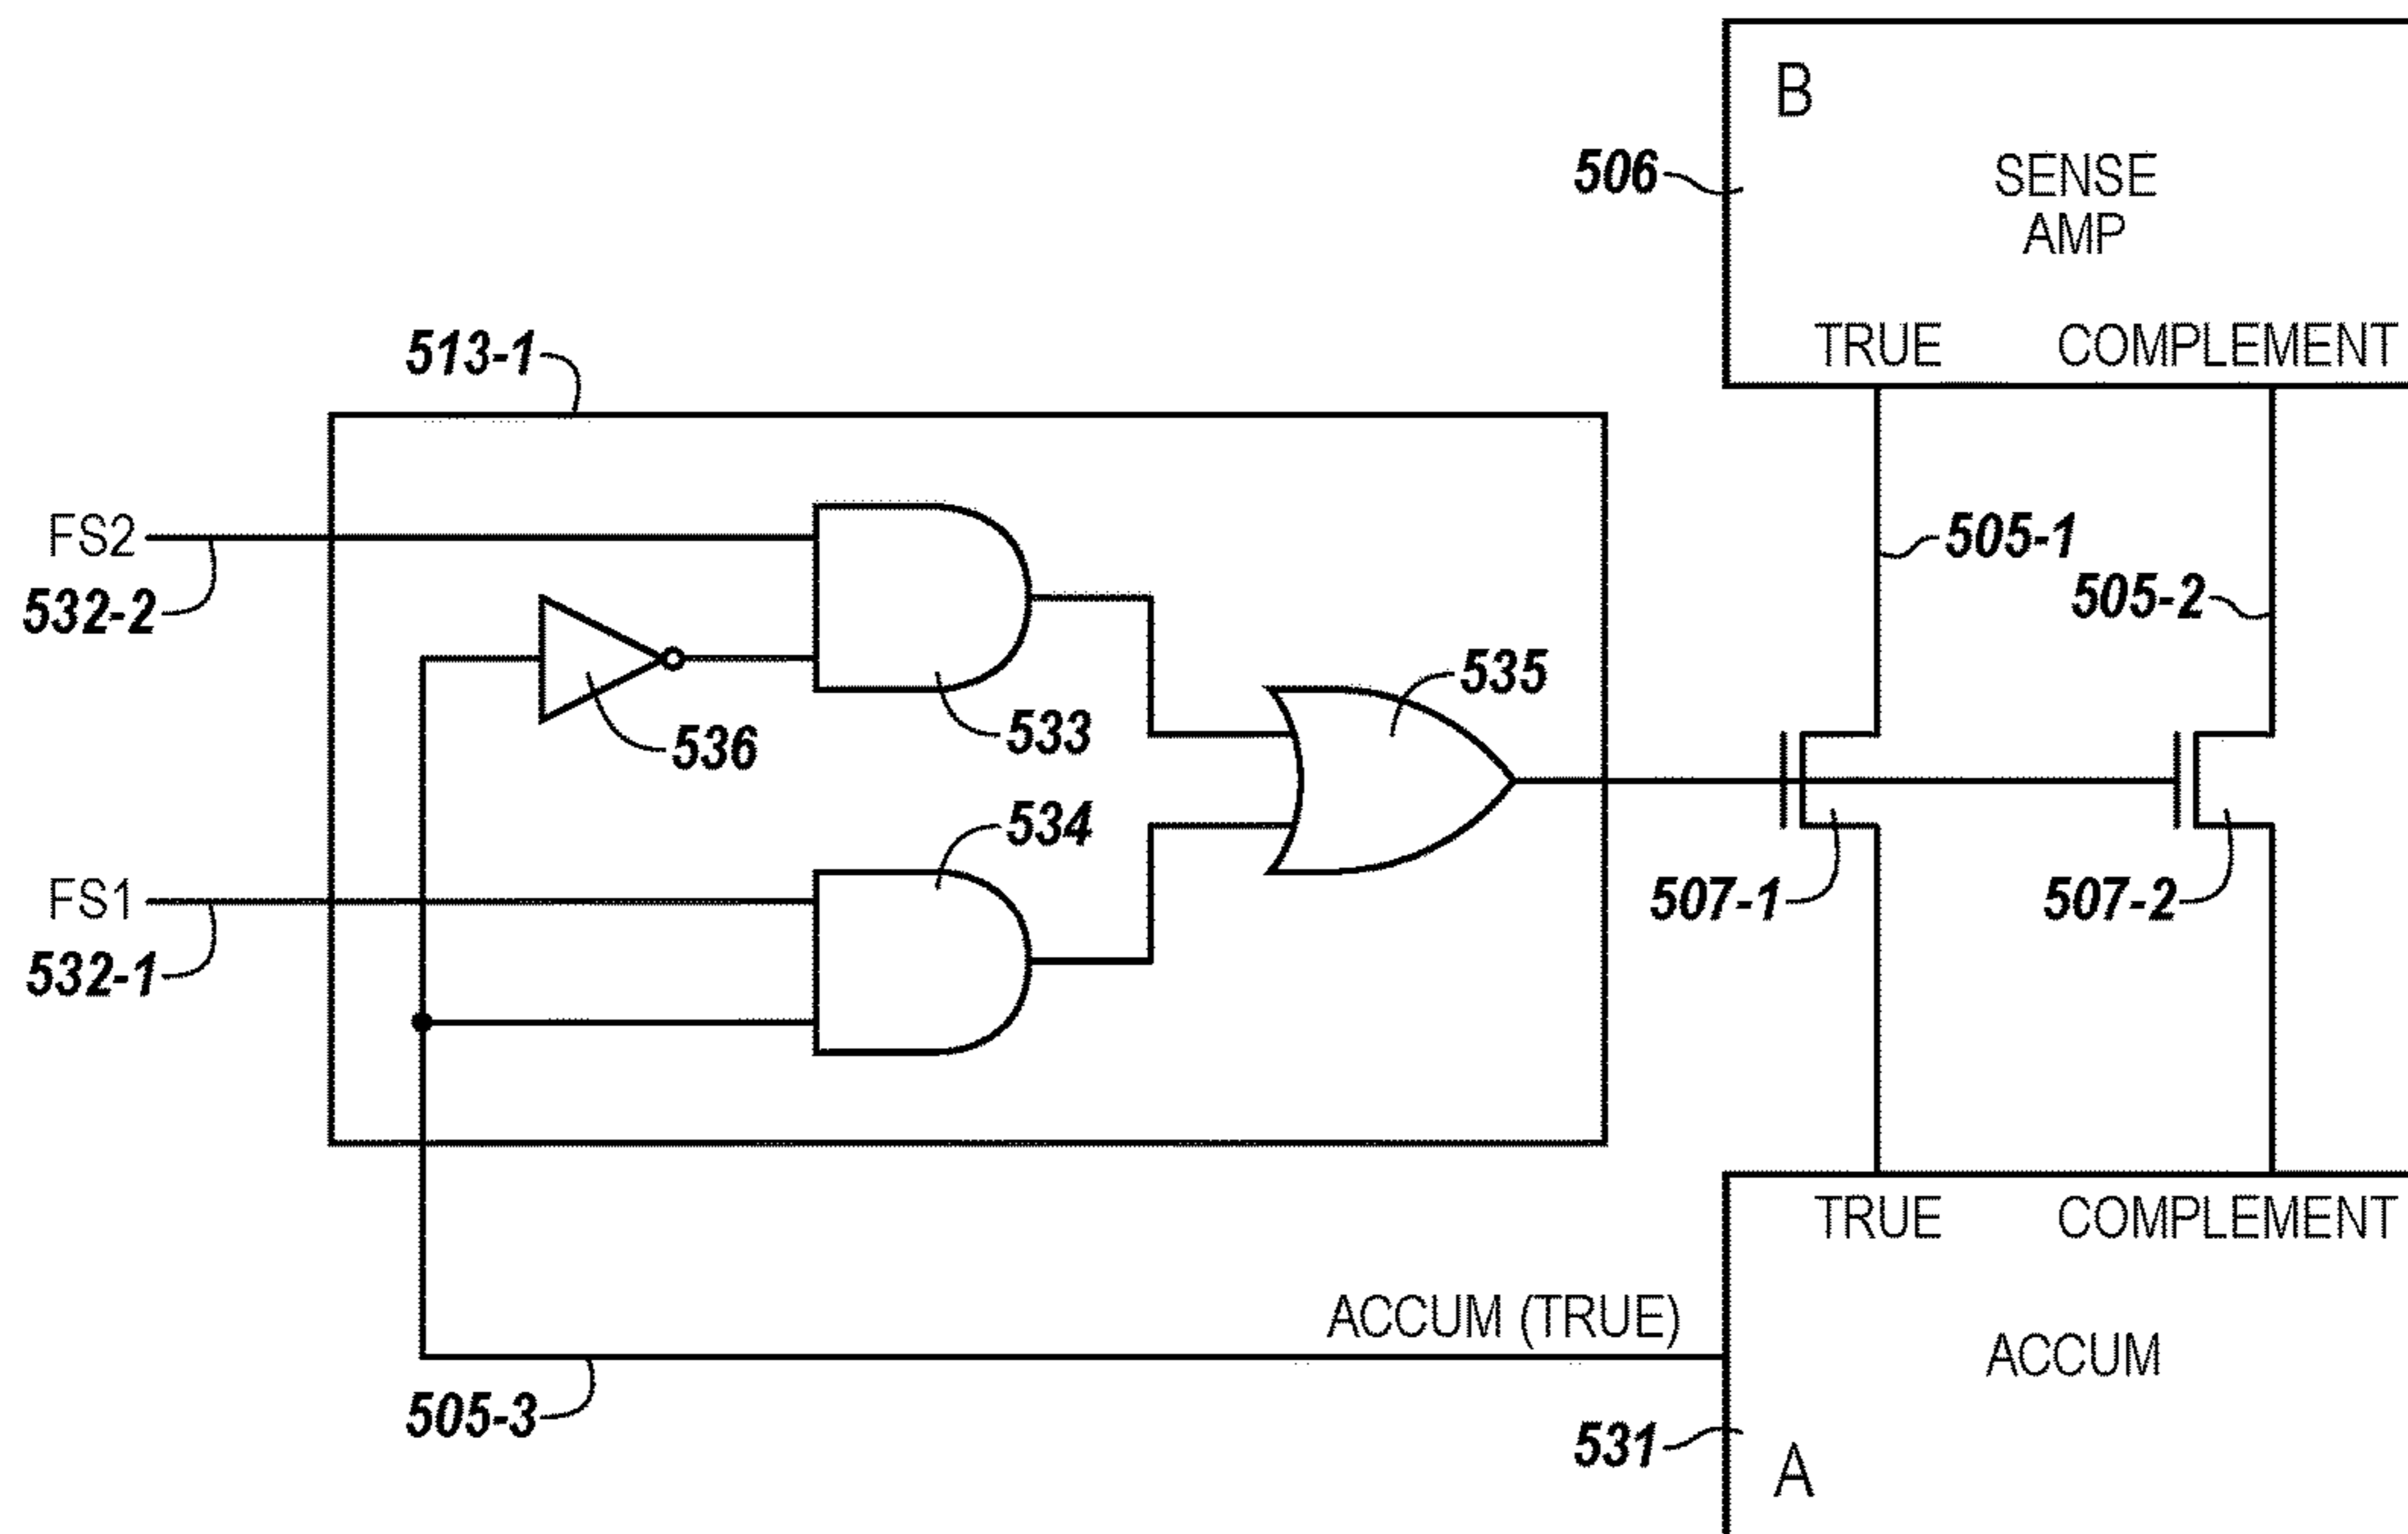 B
506
SENSE
AMP
TRUE COMPLEMENT
513-1
FS2
532-2
505-1
505-2
536
533
535
534
FS1
532-1
507-1
507-2
TRUE COMPLEMENT
ACCUM (TRUE)
ACCUM
505-3
531
A